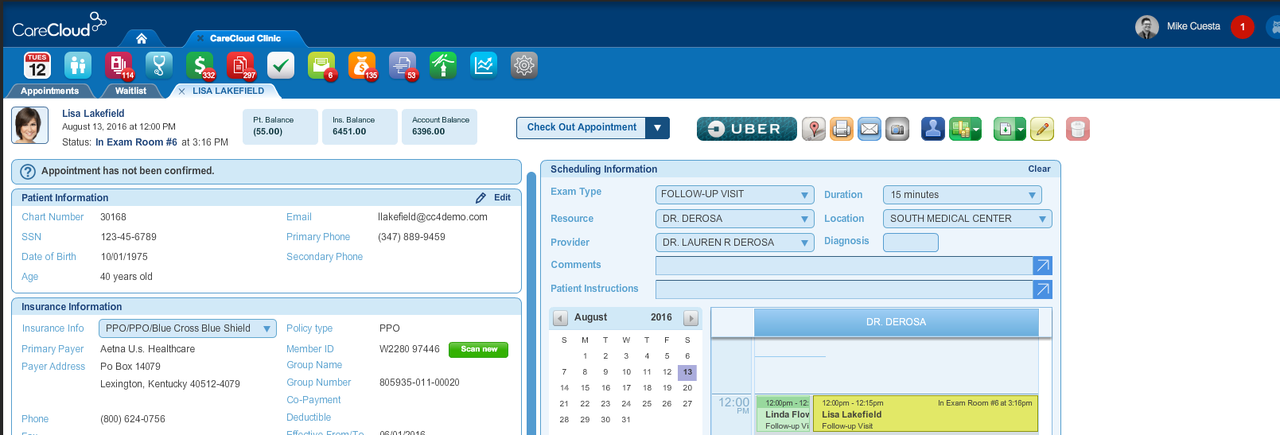 CareCloud
CareCloud Clinic
Mike Cuesta
1
TUES
12
114
332
297
6
135
53
Appointments
Waitlist
LISA LAKEFIELD
Lisa Lakefield
August 13, 2016 at 12:00 PM
Status: In Exam Room #6 at 3:16 PM
Pt. Balance
(55.00)
Ins. Balance
6451.00
Account Balance
6396.00
Check Out Appointment
UBER
Appointment has not been confirmed.
Patient Information
Edit
Chart Number 30168
Email llakefield@cc4demo.com
SSN 123-45-6789
Primary Phone (347) 889-9459
Date of Birth 10/01/1975
Secondary Phone
Age 40 years old
Insurance Information
Insurance Info PPO/PPO/Blue Cross Blue Shield
Policy type PPO
Primary Payer Aetna U.s. Healthcare
Member ID W2280 97446 Scan new
Payer Address Po Box 14079
Group Name
Lexington, Kentucky 40512-4079
Group Number 805935-011-00020
Co-Payment
Phone (800) 624-0756
Deductible
Effective From/To 06/01/2016
Scheduling Information
Clear
Exam Type FOLLOW-UP VISIT
Duration 15 minutes
Resource DR. DEROSA
Location SOUTH MEDICAL CENTER
Provider DR. LAUREN R DEROSA
Diagnosis
Comments
Patient Instructions
August 2016
S M T W T F S
1 2 3 4 5 6
7 8 9 10 11 12 13
14 15 16 17 18 19 20
21 22 23 24 25 26 27
28 29 30 31
DR. DEROSA
12:00
PM
12:00pm - 12:
Linda Flow
Follow-up Vi
12:00pm - 12:15pm
In Exam Room #6 at 3:16pm
Lisa Lakefield
Follow-up Visit